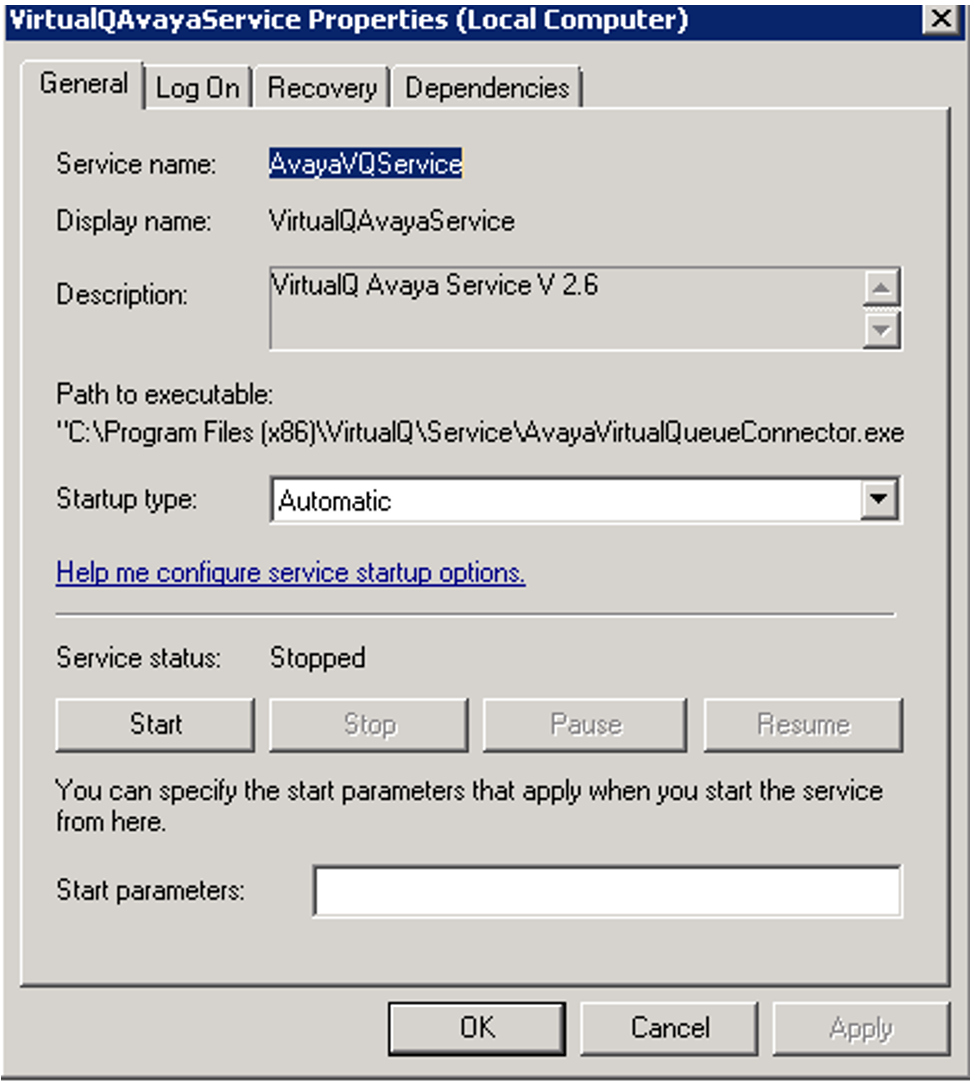 VirtualQAvayaService Properties (Local Computer)
General Log On Recovery Dependencies
Service name: AvayaVQService
Display name: VirtualQAvayaService
Description: VirtualQ Avaya Service V 2.6
Path to executable:
"C:\Program Files (x86)\VirtualQ\Service\AvayaVirtualQueueConnector.exe
Startup type: Automatic
Help me configure service startup options.
Service status: Stopped
Start Stop Pause Resume
You can specify the start parameters that apply when you start the service
from here.
Start parameters:
OK Cancel Apply